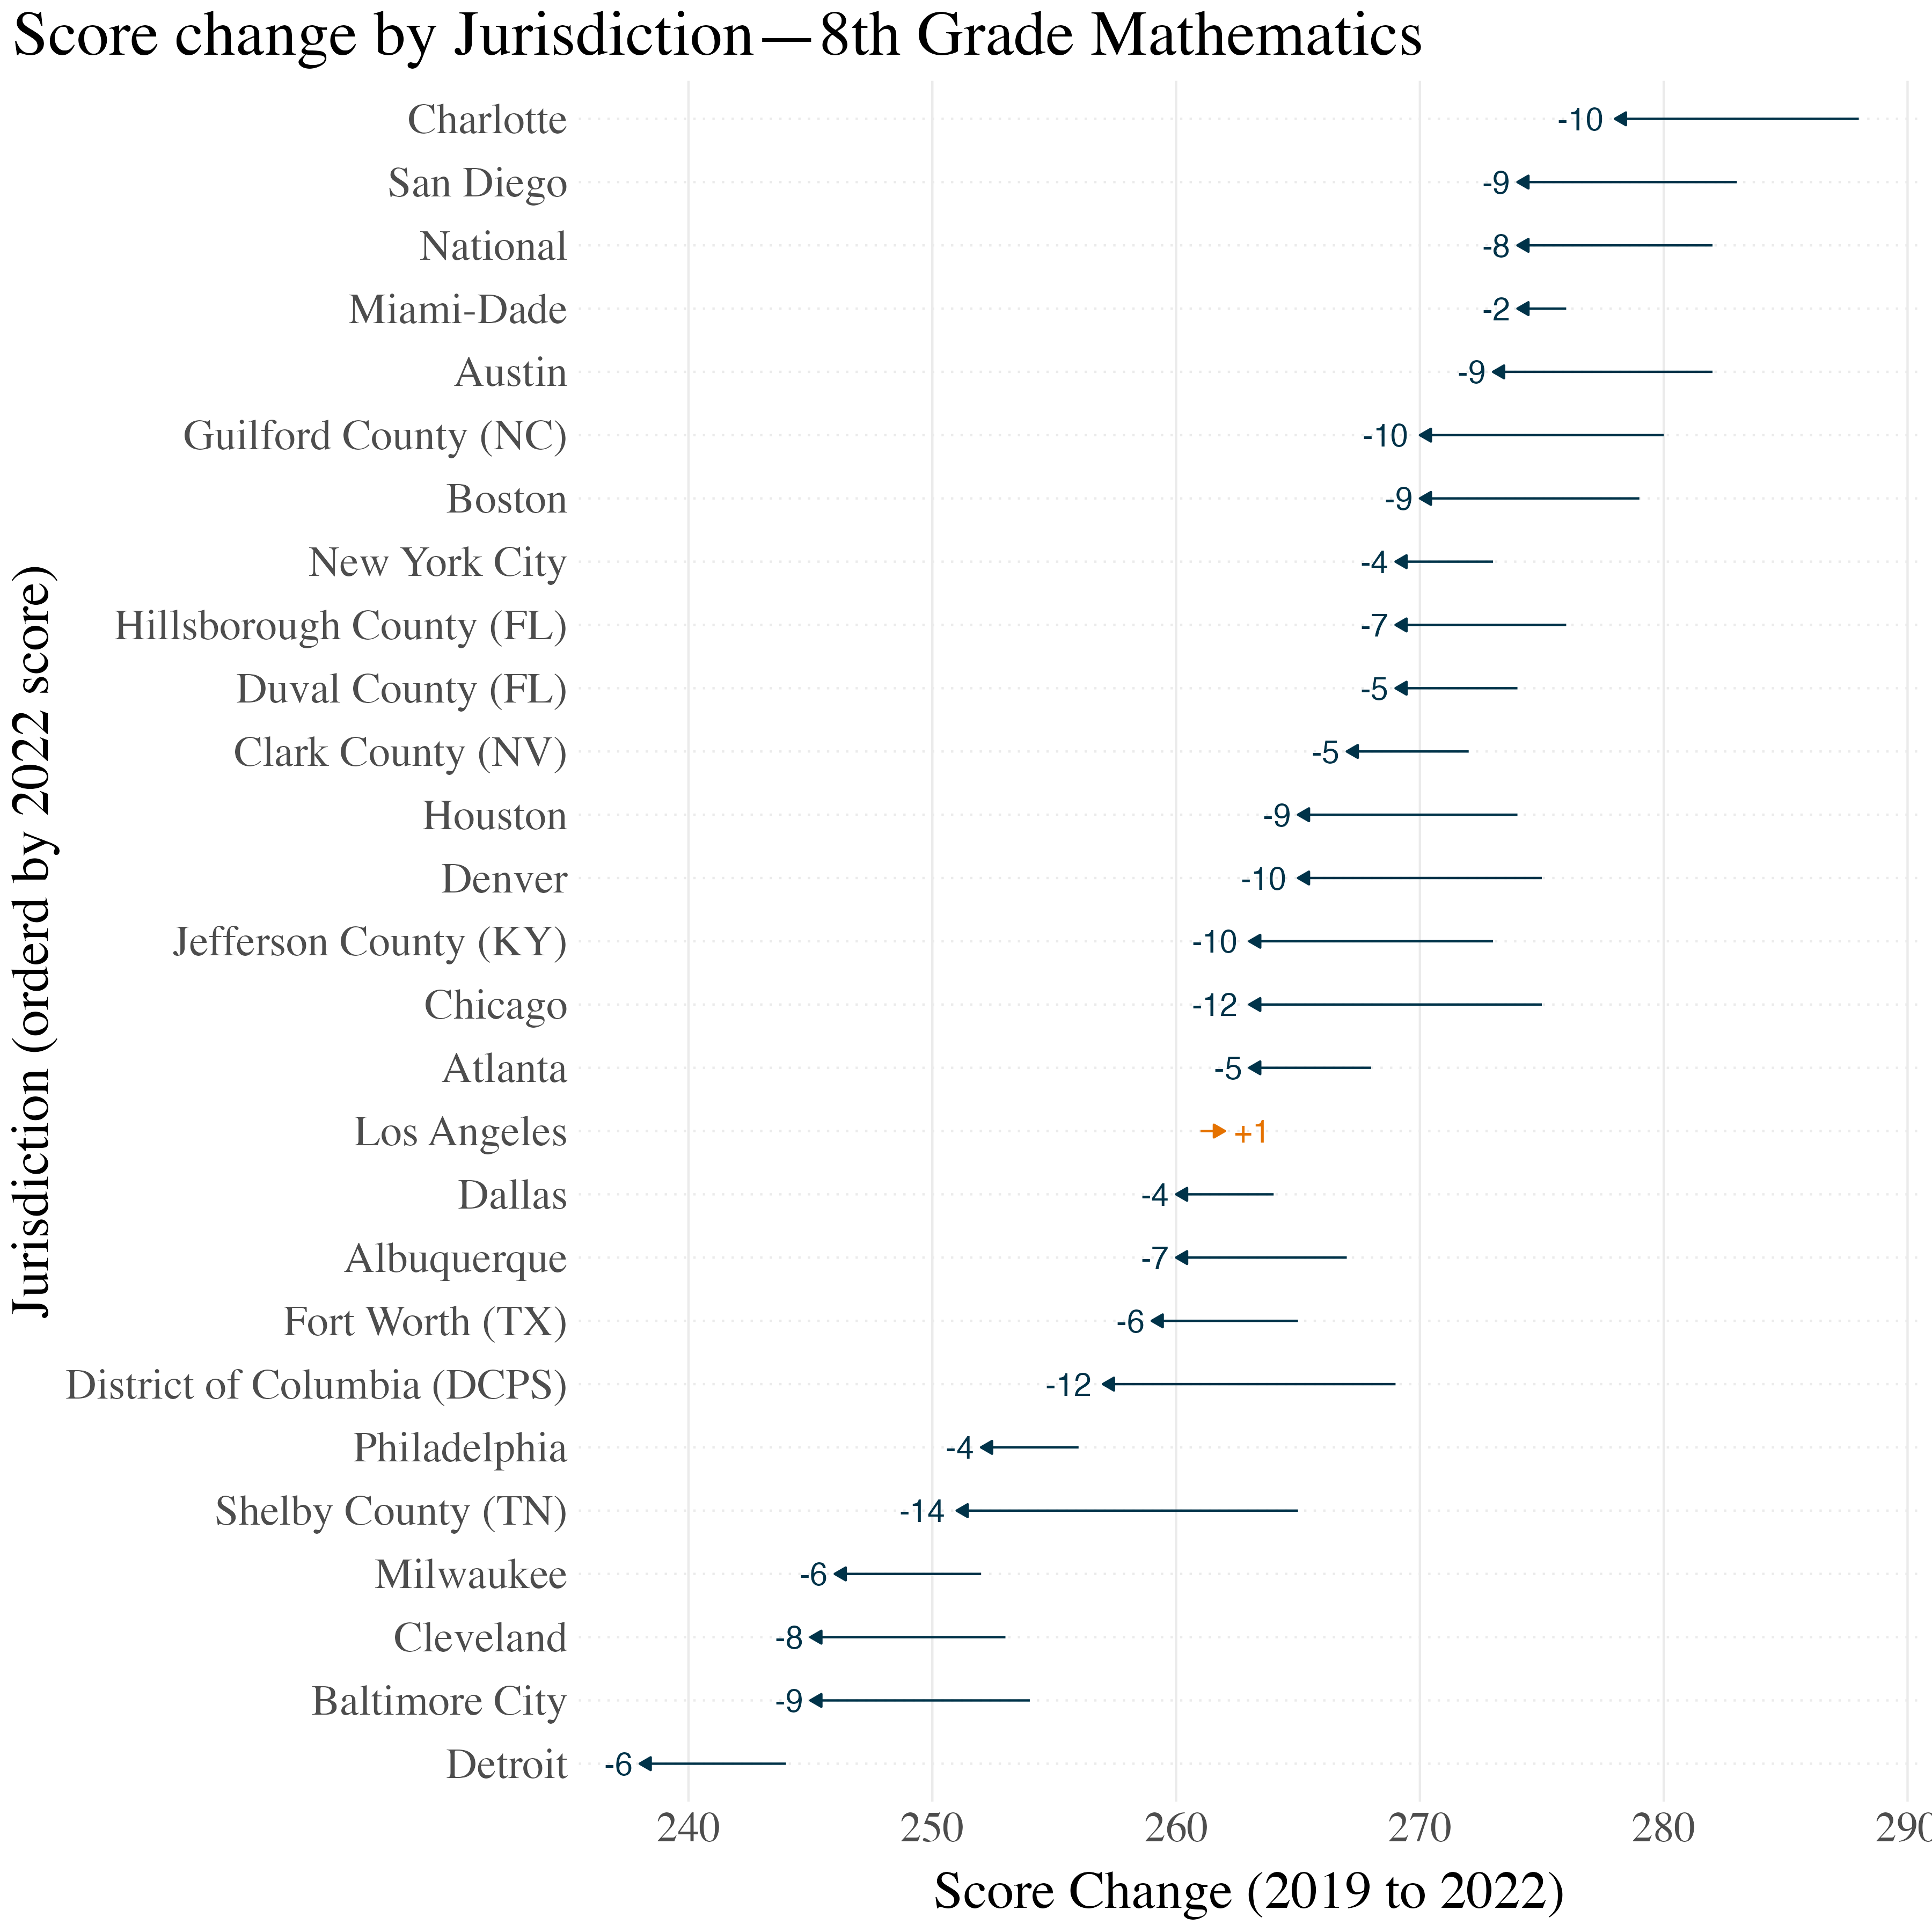 Score change by Jurisdiction—8th Grade Mathematics
Jurisdiction (orderd by 2022 score)
Charlotte -10
San Diego -9
National -8
Miami-Dade -2
Austin -9
Guilford County (NC) -10
Boston -9
New York City -4
Hillsborough County (FL) -7
Duval County (FL) -5
Clark County (NV) -5
Houston -9
Denver -10
Jefferson County (KY) -10
Chicago -12
Atlanta -5
Los Angeles +1
Dallas -4
Albuquerque -7
Fort Worth (TX) -6
District of Columbia (DCPS) -12
Philadelphia -4
Shelby County (TN) -14
Milwaukee -6
Cleveland -8
Baltimore City -9
Detroit -6
240 250 260 270 280 290
Score Change (2019 to 2022)